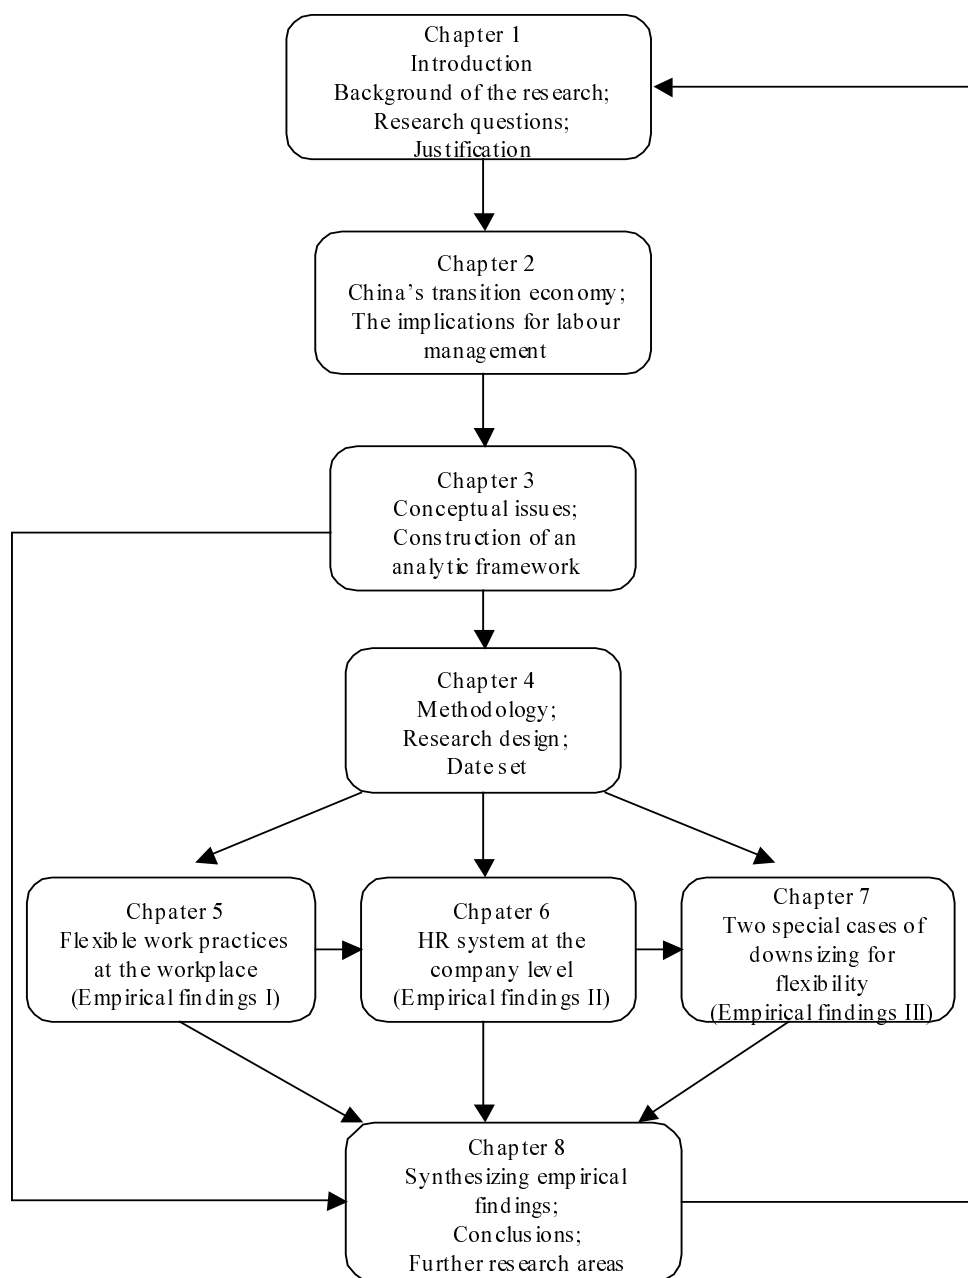 Chapter 1
Introduction
Background of the research;
Research questions;
Justification
Chapter 2
China's transition economy;
The implications for labour
management
Chapter 3
Conceptual issues;
Construction of an
analytic framework
Chapter 4
Methodology;
Research design;
Date set
Chpater 5
Flexible work practices
at the workplace
(Empirical findings I)
Chpater 6
HR system at the
company level
(Empirical findings II)
Chapter 7
Two special cases of
downsizing for
flexibility
(Empirical findings III)
Chapter 8
Synthesizing empirical
findings;
Conclusions;
Further research areas